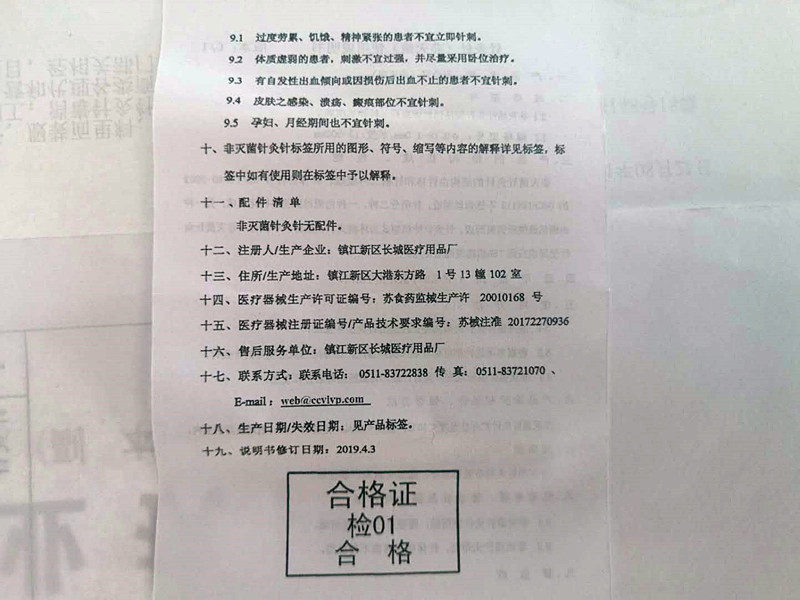 9.1 过度劳累、饥饿、精神紧张的患者不宜立即针刺。
9.2 体质虚弱的患者，刺激不宜过强，并尽量采用卧位治疗。
9.3 有自发性出血倾向或因损伤后出血不止的患者不宜针刺。
9.4 皮肤之感染、溃疡、瘢痕部位不宜针刺。
9.5 孕妇、月经期间也不宜针刺。
十、非灭菌针灸针标签所用的图形、符号、缩写等内容的解释详见标签，标
签中如有使用则在标签中予以解释。
十一、配件清单
非灭菌针灸针无配件。
十二、注册人/生产企业：镇江新区长城医疗用品厂
十三、住所/生产地址：镇江新区大港东方路 1号13幢102室
十四、医疗器械生产许可证编号：苏食药监械生产许 20010168 号
十五、医疗器械注册证编号/产品技术要求编号：苏械注准 20172270936
十六、售后服务单位：镇江新区长城医疗用品厂
十七、联系方式：联系电话： 0511-83722838 传 真：0511-83721070 、
E-mail：web@ccylyp.com
十八、生产日期/失效日期：见产品标签。
十九、说明书修订日期：2019.4.3
合格证
检01
合 格